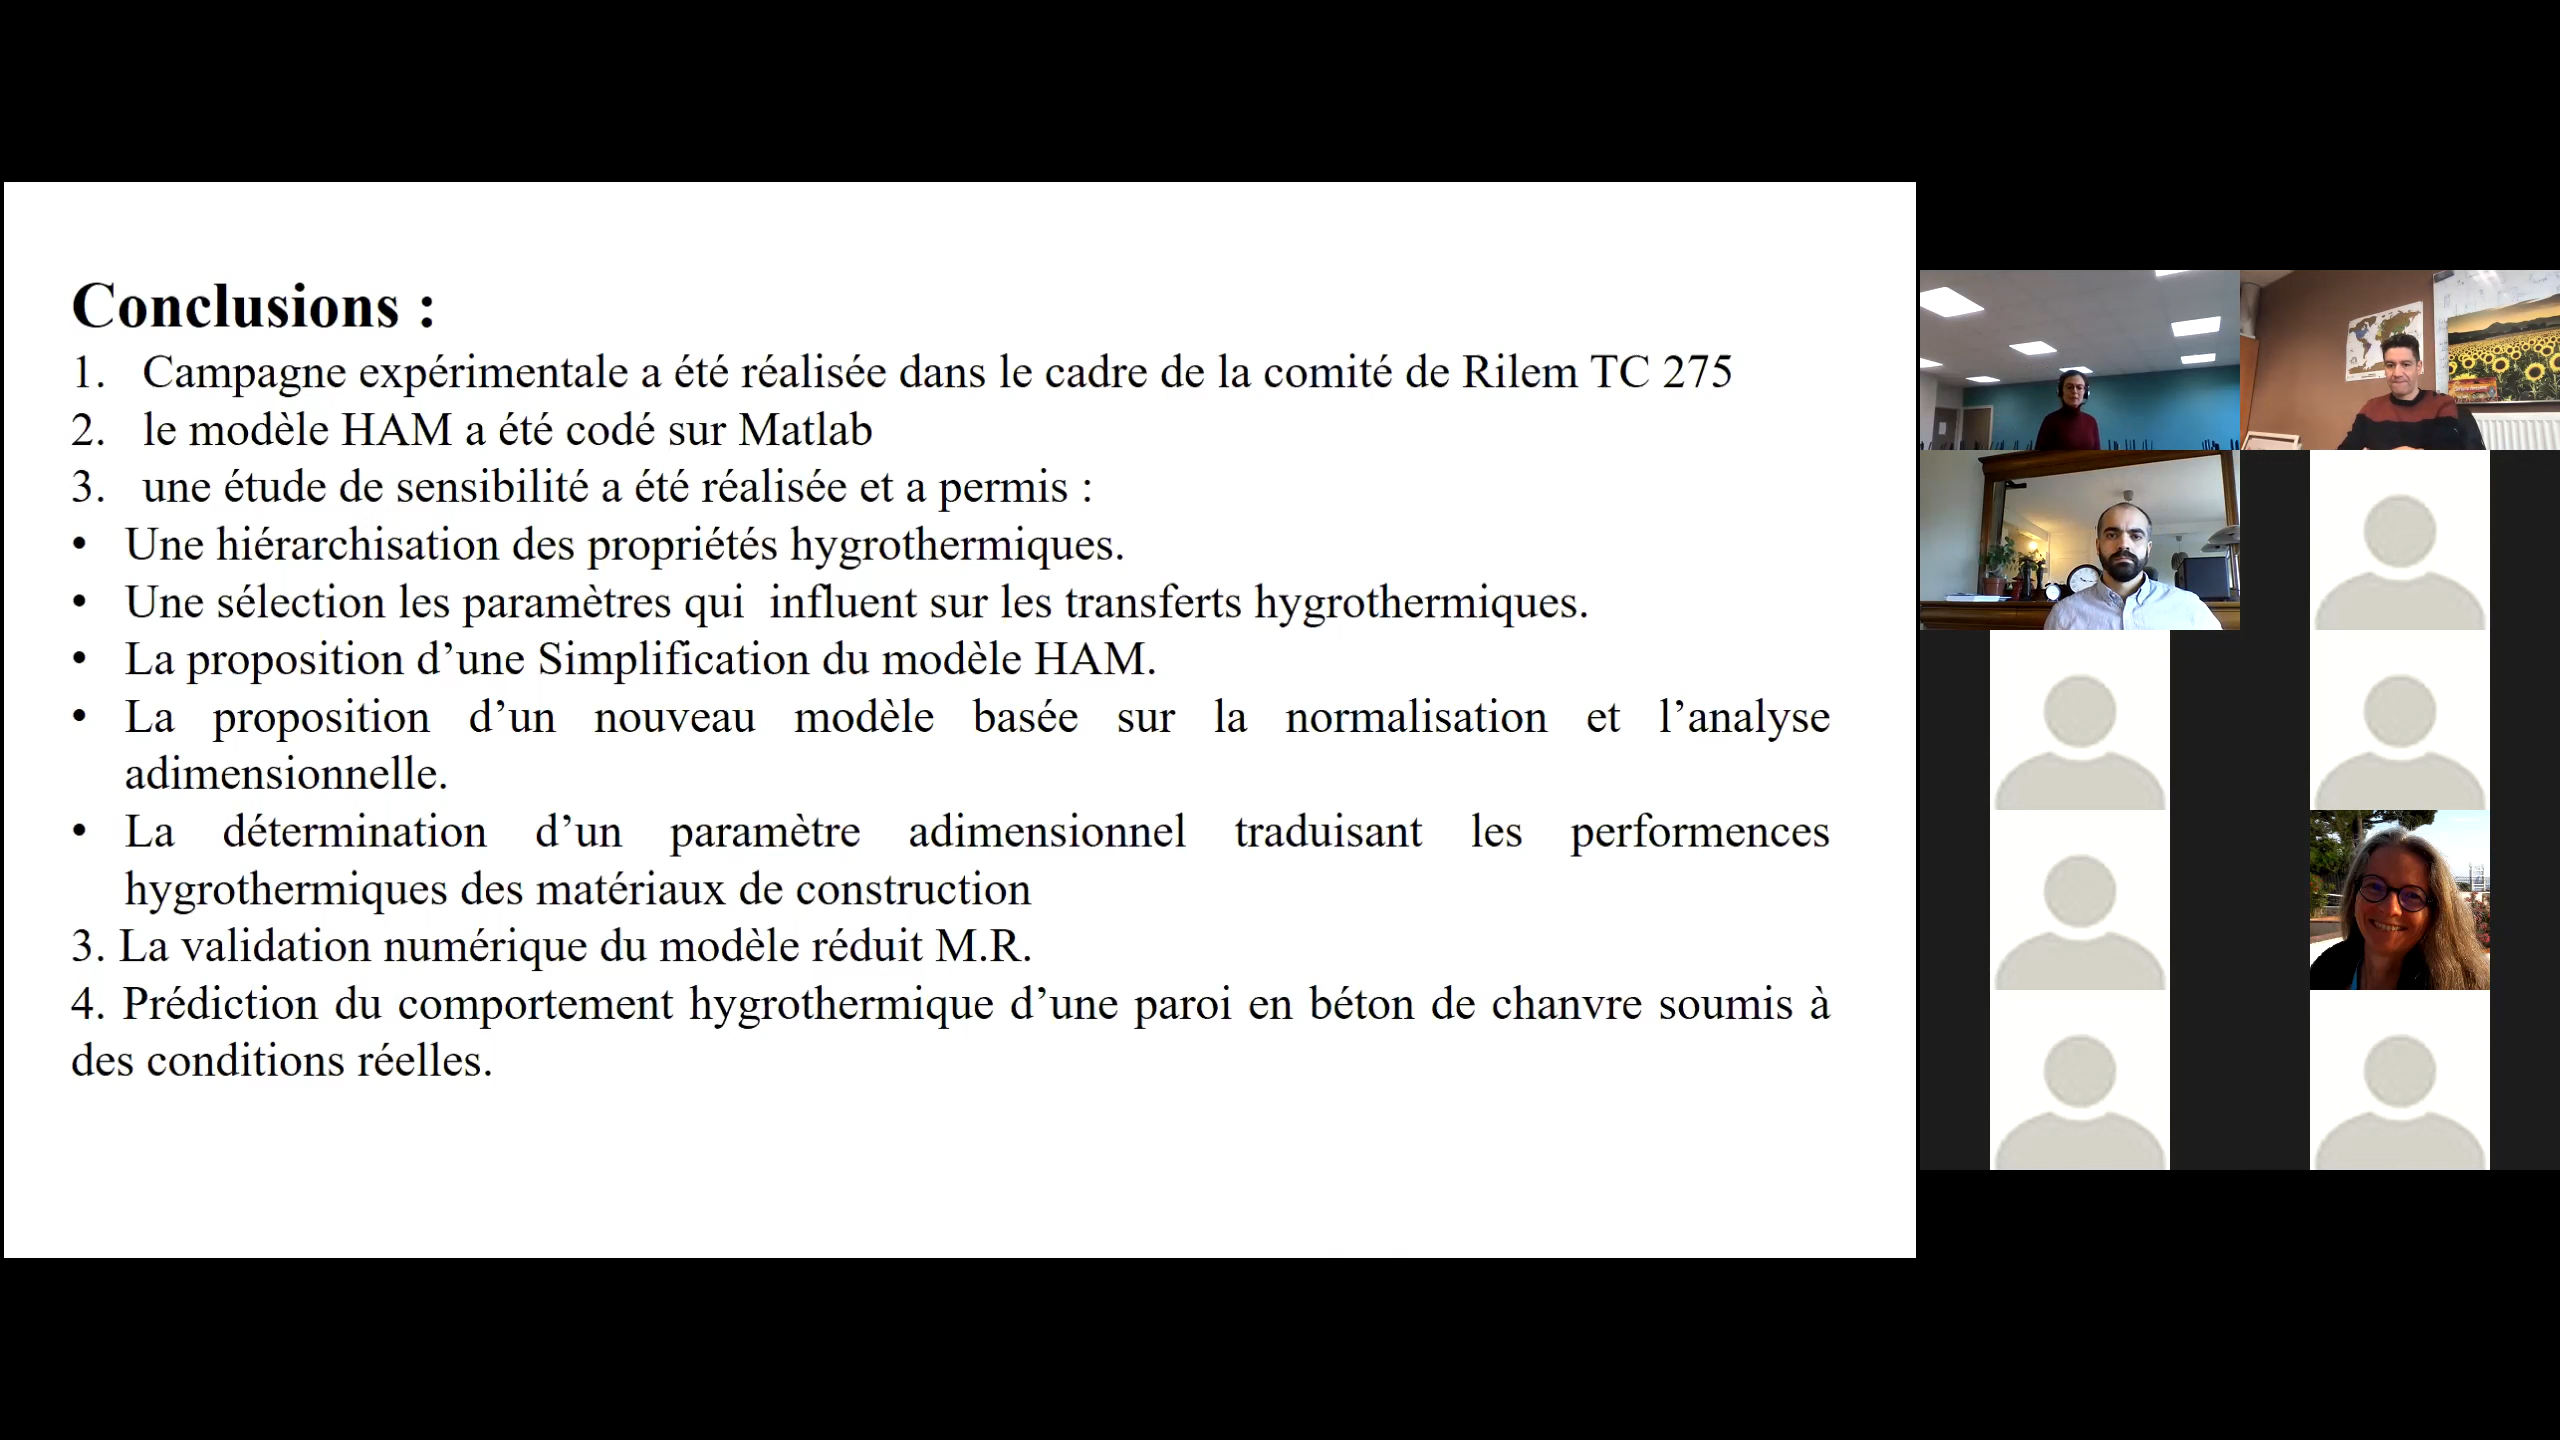 Conclusions :
1. Campagne expérimentale a été réalisée dans le cadre de la comité de Rilem TC 275
2. le modèle HAM a été codé sur Matlab
3. une étude de sensibilité a été réalisée et a permis :
• Une hiérarchisation des propriétés hygrothermiques.
• Une sélection les paramètres qui influent sur les transferts hygrothermiques.
• La proposition d’une Simplification du modèle HAM.
• La proposition d’un nouveau modèle basée sur la normalisation et l’analyse
adimensionnelle.
• La détermination d’un paramètre adimensionnel traduisant les performences
hygrothermiques des matériaux de construction
3. La validation numérique du modèle réduit M.R.
4. Prédiction du comportement hygrothermique d’une paroi en béton de chanvre soumis à
des conditions réelles.